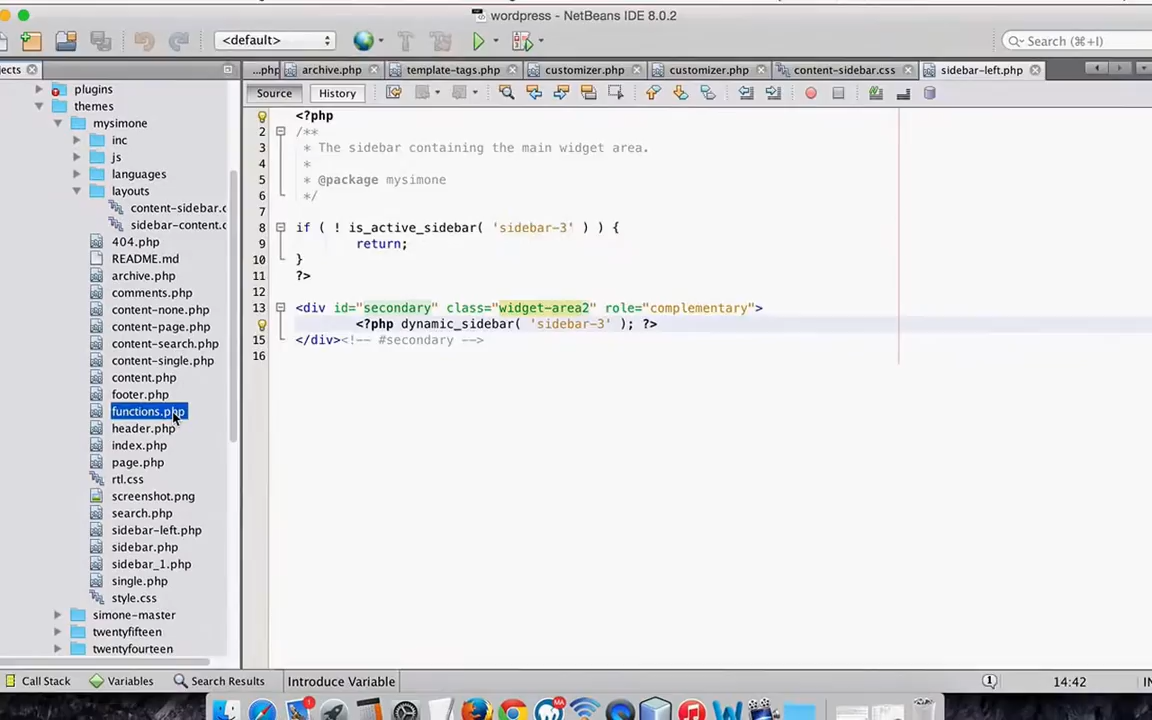 wordpress - NetBeans IDE 8.0.2
<default>
Search (⌘+I)
jects
...php
archive.php
template-tags.php
customizer.php
customizer.php
content-sidebar.css
sidebar-left.php
Source
History
plugins
themes
mysimone
inc
js
languages
layouts
content-sidebar.c
sidebar-content.c
404.php
README.md
archive.php
comments.php
content-none.php
content-page.php
content-search.php
content-single.php
content.php
footer.php
functions.php
header.php
index.php
page.php
rtl.css
screenshot.png
search.php
sidebar-left.php
sidebar.php
sidebar_1.php
single.php
style.css
simone-master
twentyfifteen
twentyfourteen
<?php
2 /**
3 * The sidebar containing the main widget area.
4 *
5 * @package mysimone
6 */
7
8 if ( ! is_active_sidebar( 'sidebar-3' ) ) {
9 return;
10 }
11 ?>
12
13 <div id="secondary" class="widget-area2" role="complementary">
<?php dynamic_sidebar( 'sidebar-3' ); ?>
15 </div><!-- #secondary -->
16
Call Stack
Variables
Search Results
Introduce Variable
1
14:42
IN